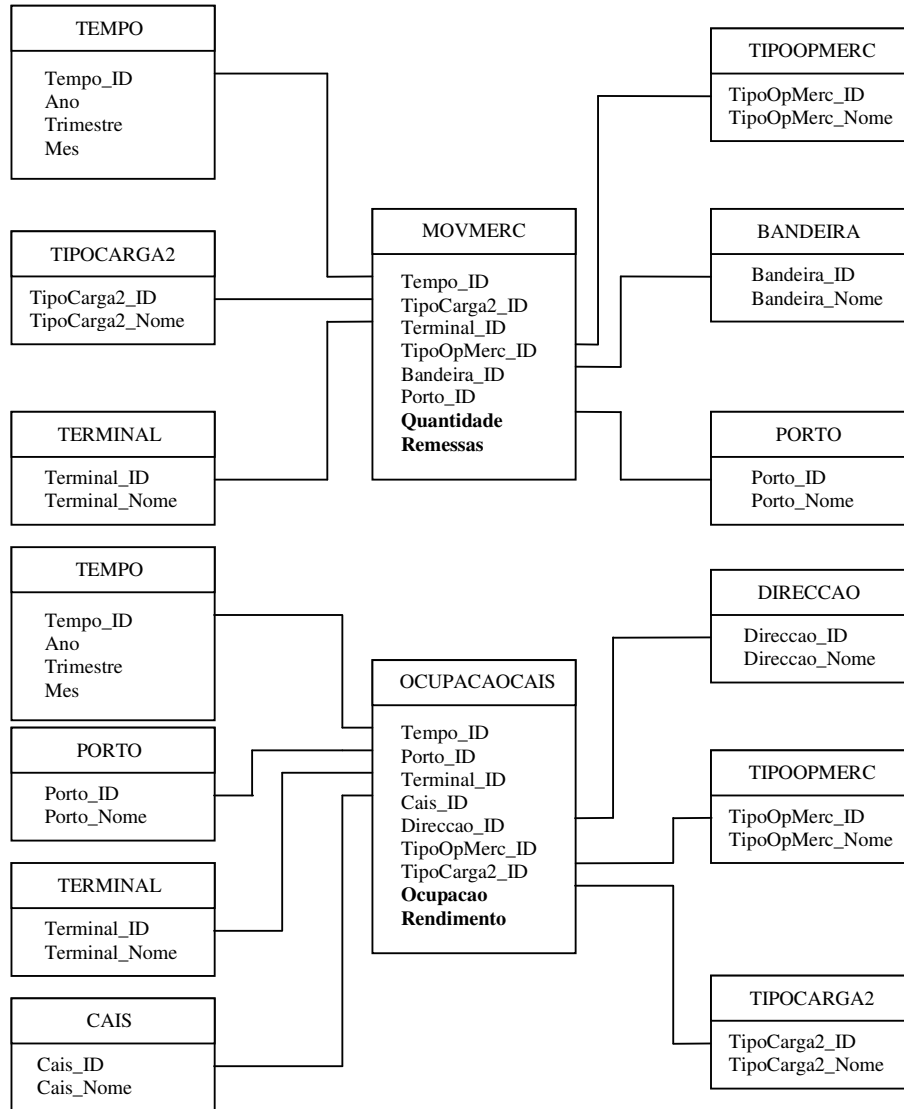 TEMPO
Tempo_ID
Ano
Trimestre
Mes
TIPOCARGA2
TipoCarga2_ID
TipoCarga2_Nome
TERMINAL
Terminal_ID
Terminal_Nome
MOVMERC
Tempo_ID
TipoCarga2_ID
Terminal_ID
TipoOpMerc_ID
Bandeira_ID
Porto_ID
Quantidade
Remessas
TIPOOPMERC
TipoOpMerc_ID
TipoOpMerc_Nome
BANDEIRA
Bandeira_ID
Bandeira_Nome
PORTO
Porto_ID
Porto_Nome
TEMPO
Tempo_ID
Ano
Trimestre
Mes
PORTO
Porto_ID
Porto_Nome
TERMINAL
Terminal_ID
Terminal_Nome
CAIS
Cais_ID
Cais_Nome
OCUPACAOCAIS
Tempo_ID
Porto_ID
Terminal_ID
Cais_ID
Direccao_ID
TipoOpMerc_ID
TipoCarga2_ID
Ocupacao
Rendimento
DIRECCAO
Direccao_ID
Direccao_Nome
TIPOOPMERC
TipoOpMerc_ID
TipoOpMerc_Nome
TIPOCARGA2
TipoCarga2_ID
TipoCarga2_Nome